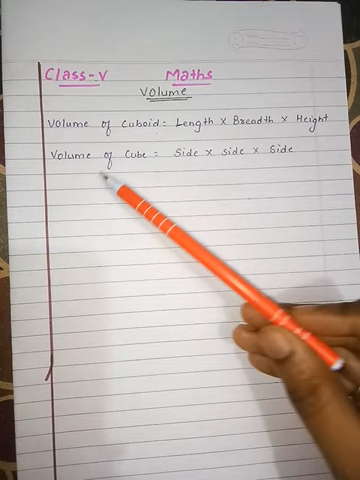 Class-V Maths
Volume
Volume of Cuboid = Length × Breadth × Height
Volume of Cube = Side × side × Side